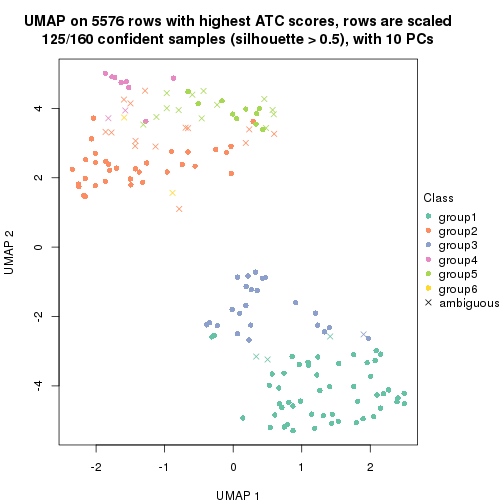 UMAP on 5576 rows with highest ATC scores, rows are scaled
125/160 confident samples (silhouette > 0.5), with 10 PCs
4
2
0
-2
-4
UMAP 2
-2
-1
0
1
2
UMAP 1
Class
group1
group2
group3
group4
group5
group6
ambiguous